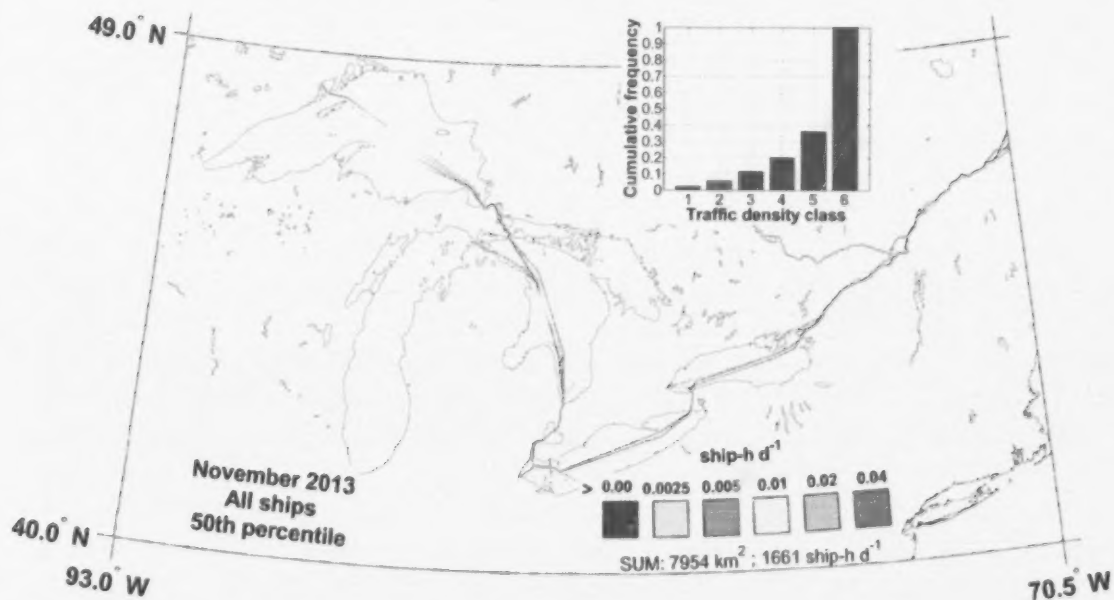 49.0° N
1
0.9
0.8
0.7
0.6
0.5
0.4
0.3
0.2
0.1
0
Cumulative frequency
1 2 3 4 5 6
Traffic density class
November 2013
All ships
50th percentile
ship-h d⁻¹
> 0.00 0.0025 0.005 0.01 0.02 0.04
SUM: 7954 km² ; 1661 ship-h d⁻¹
40.0° N
93.0° W
70.5° W